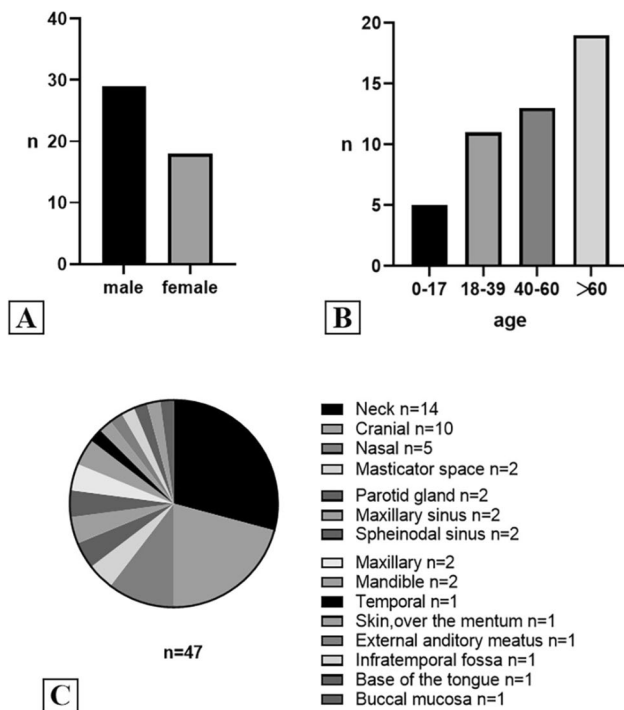 40
30
n
20
10
0
male female
A
20
15
n
10
5
0
0-17 18-39 40-60 >60
age
B
Neck n=14
Cranial n=10
Nasal n=5
Masticator space n=2
Parotid gland n=2
Maxillary sinus n=2
Spheinodal sinus n=2
Maxillary n=2
Mandible n=2
Temporal n=1
Skin,over the mentum n=1
External anditory meatus n=1
Infratemporal fossa n=1
Base of the tongue n=1
Buccal mucosa n=1
n=47
C